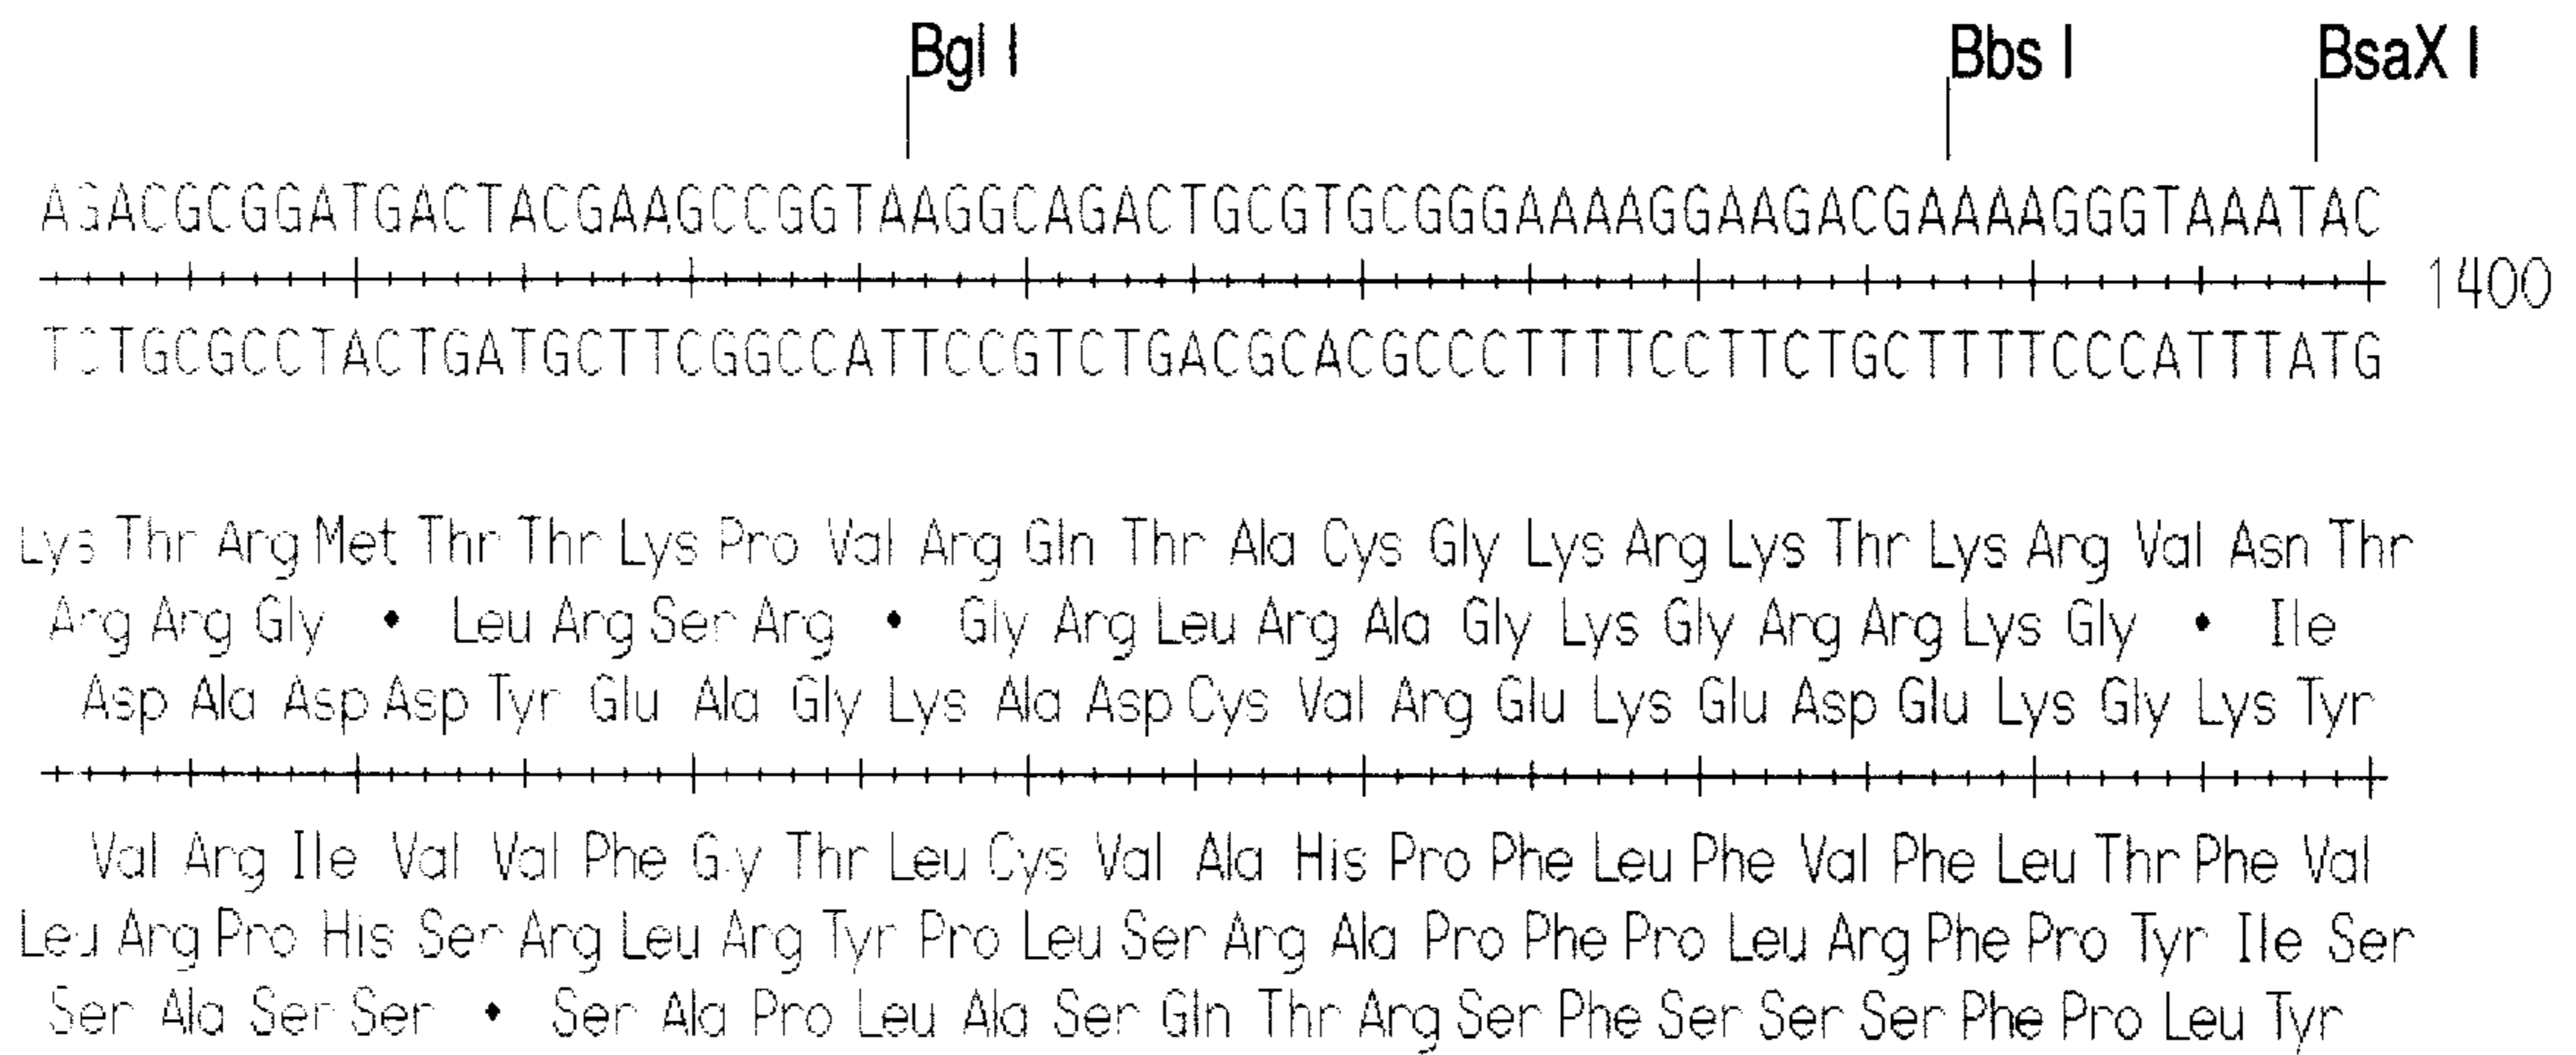 Bgl I Bbs I BsaX I
AGACGCGGATGACTACGAAGCCGGTAAGGCAGACTGCGTGCGGGAAAAGGAAGACGAAAAGGGTAAATAC
1400
TCTGCGCCTACTGATGCTTCGGCCATTCCGTCTGACGCACGCCCTTTTCCTTCTGCTTTTCCCATTTATG
Lys Thr Arg Met Thr Thr Lys Pro Val Arg Gln Thr Ala Cys Gly Lys Arg Lys Thr Lys Arg Val Asn Thr
Arg Arg Gly • Leu Arg Ser Arg • Gly Arg Leu Arg Ala Gly Lys Gly Arg Arg Lys Gly • Ile
Asp Ala Asp Asp Tyr Glu Ala Gly Lys Ala Asp Cys Val Arg Glu Lys Glu Asp Glu Lys Gly Lys Tyr
Val Arg Ile Val Val Phe Gly Thr Leu Cys Val Ala His Pro Phe Leu Phe Val Phe Leu Thr Phe Val
Leu Arg Pro His Ser Arg Leu Arg Tyr Pro Leu Ser Arg Ala Pro Phe Pro Leu Arg Phe Pro Tyr Ile Ser
Ser Ala Ser Ser • Ser Ala Pro Leu Ala Ser Gln Thr Arg Ser Phe Ser Ser Ser Phe Pro Leu Tyr